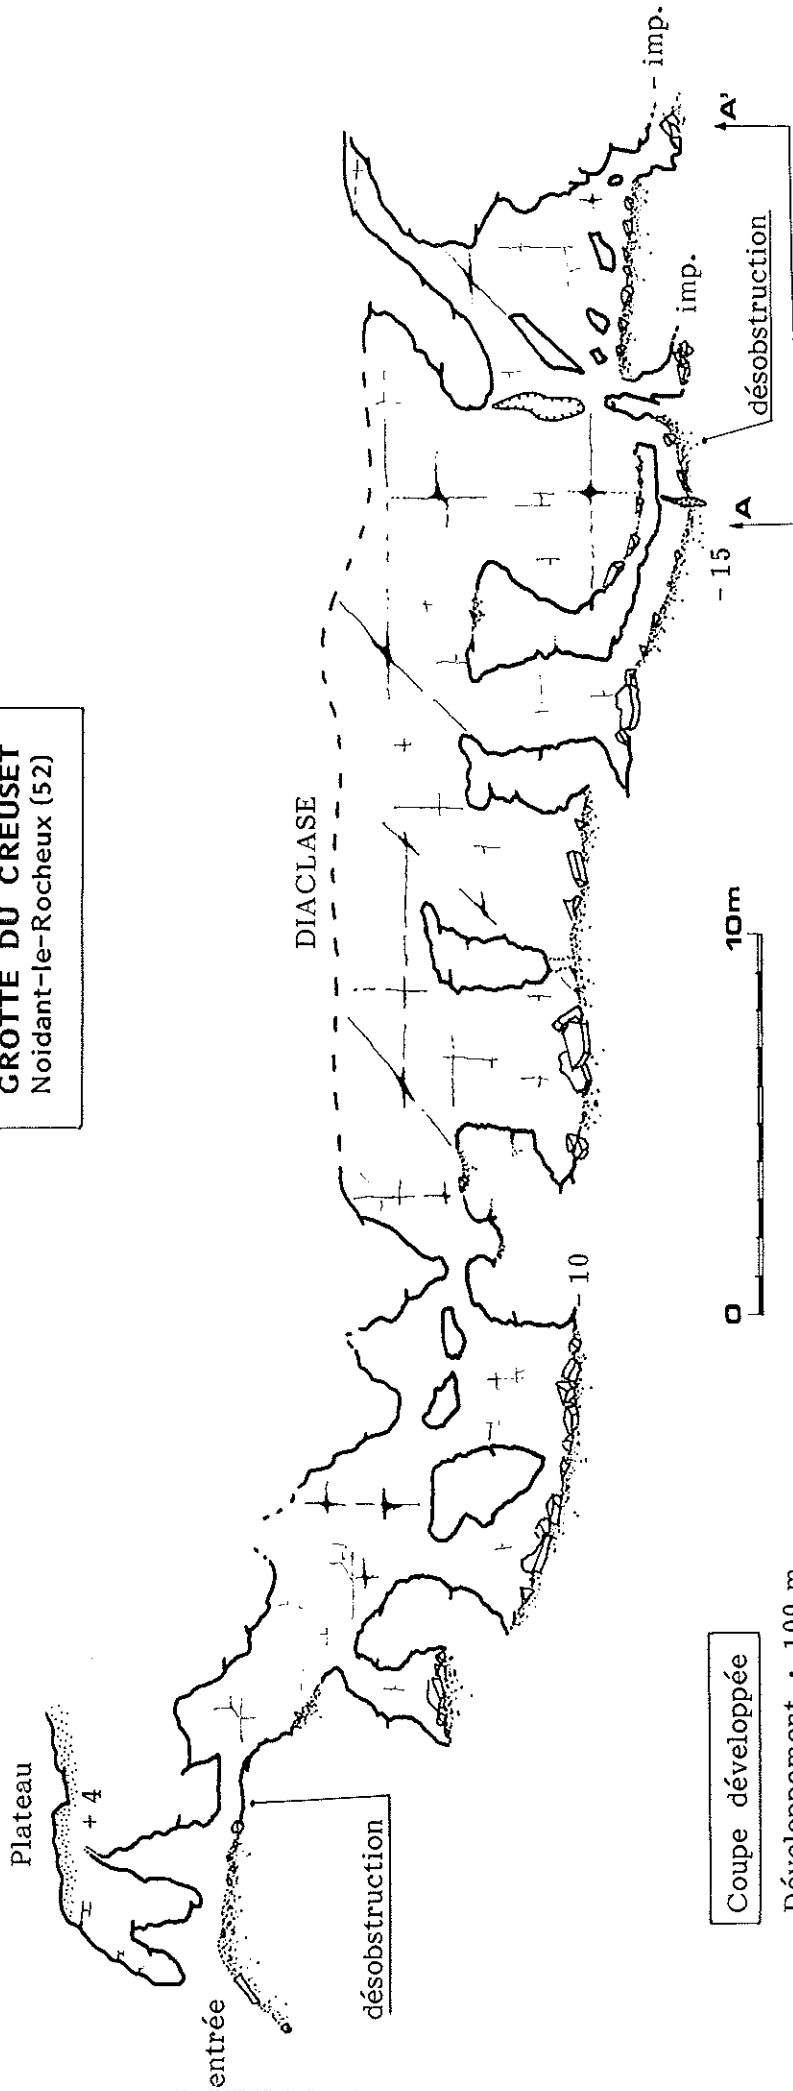 GROTTE DU CREUSET
Noidant-le-Rocheux (52)
Plateau
+ 4
entrée
désobstruction
DIACLASE
- 10
- 15
A
A'
imp.
- imp.
désobstruction
0
10m
Coupe développée
Développement : 100 m